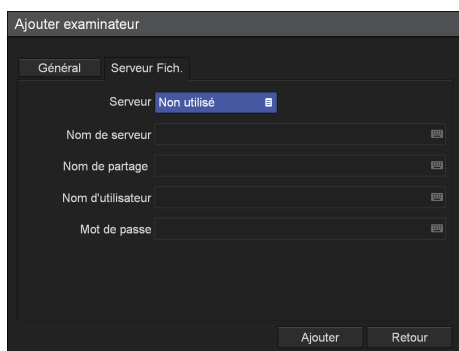 Ajouter examinateur
Général Serveur Fich.
Serveur Non utilisé
Nom de serveur
Nom de partage
Nom d'utilisateur
Mot de passe
Ajouter Retour